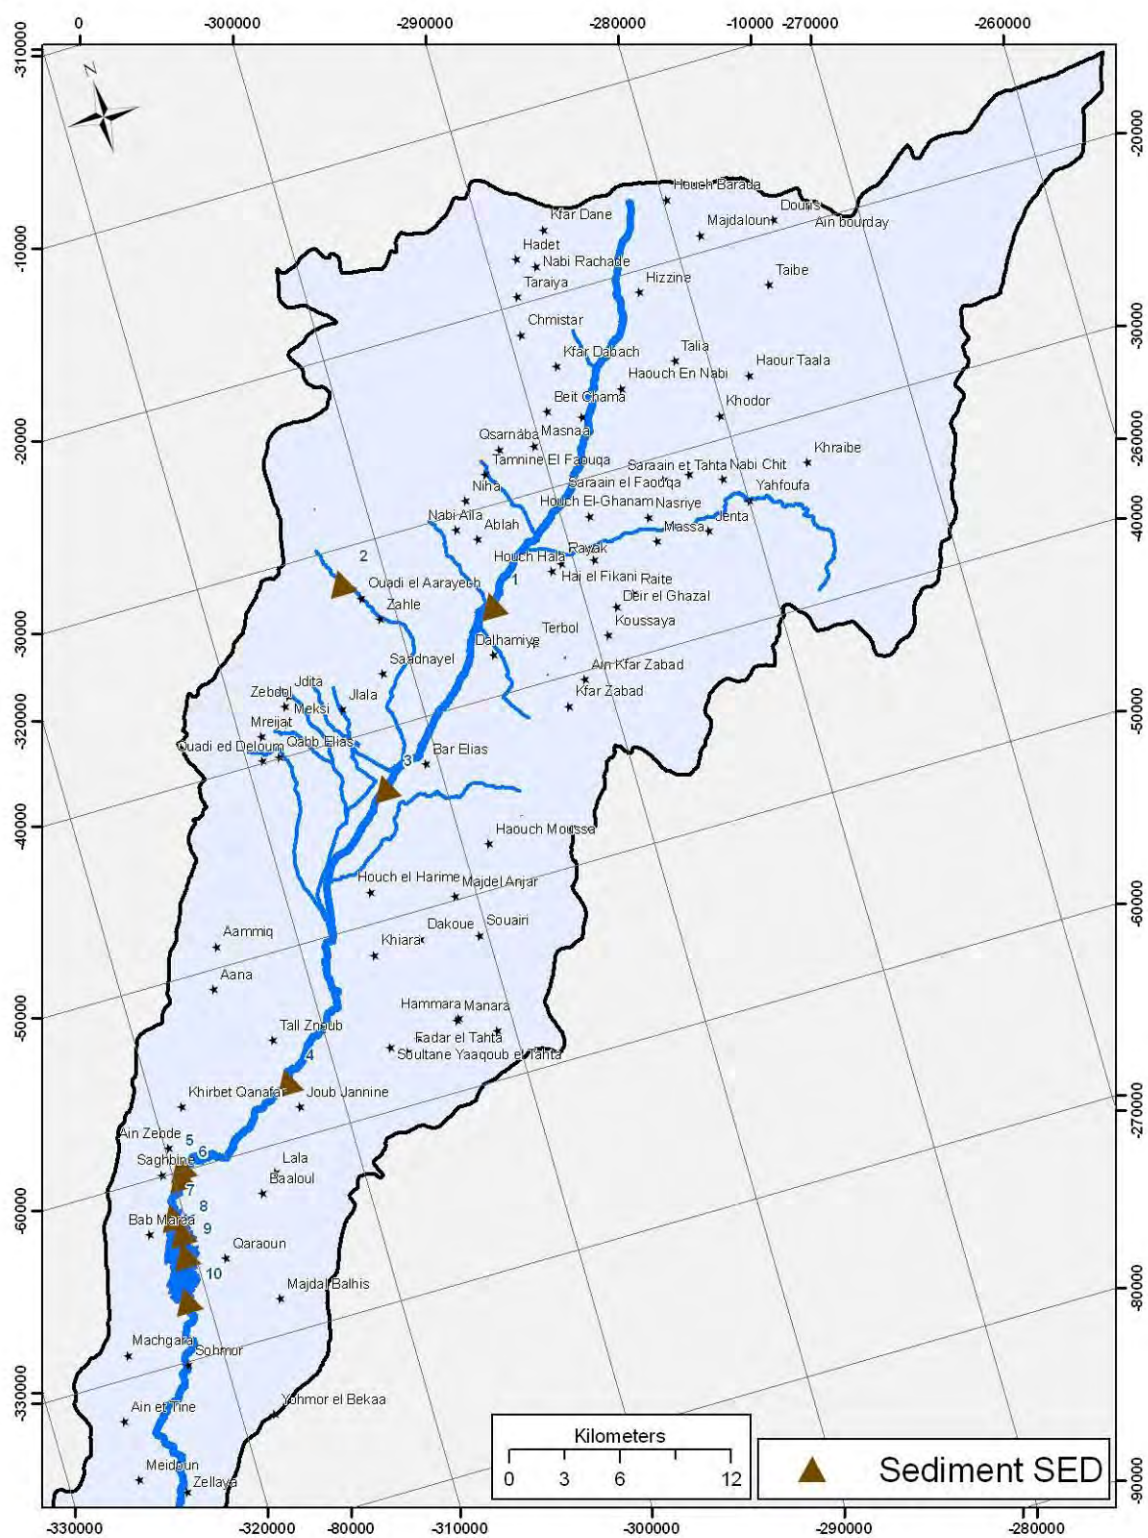 0
-300000
-290000
-280000
-10000
-270000
-260000
-310000
N
-20000
Houch Barada
Kfar Dane
Douris
Majdaloun
Ain bourday
Hadet
-10000
Nabi Rachade
Taibe
Taraiya
Hizzine
Chmistar
-30000
Kfar Dabach
Talia
Haour Taala
Haouch En Nabi
Beit Chama
Khodor
-20000
Qsarnaba
Masnaa
-260000
Khraibe
Tamnine El Faouqa
Saraain et Tahta
Nabi Chit
Niha
Saraain el Faouqa
Yahfoufa
Houch El-Ghanam
Nasriye
Nabi Aila
Ablah
Massa
Jenta
-40000
2
Houch Hala
Rayak
1
Hai el Fikani
Raite
Ouadi el Aarayech
Deir el Ghazal
Zahle
Koussaya
-30000
Dalhamiye
Terbol
Saadnayel
Ain Kfar Zabad
Jdita
Zebdol
Jlala
Kfar Zabad
Meksi
-50000
-320000
Mreijat
Ouadi ed Deloum
Qabb Elias
Bar Elias
3
-40000
Haouch Moussa
Houch el Harime
Majdel Anjar
-60000
Dakoue
Souairi
Aammiq
Khiara
Aana
Hammara
Manara
-50000
Tall Znoub
Eadar el Tahta
4
Soultane Yaaqoub el Tahta
Khirbet Qanafar
Joub Jannine
-270000
Ain Zebde
5
6
Saghbine
Lala
7
Baaloul
-60000
8
Bab Marea
9
Qaraoun
10
Majdal Balhis
-80000
Machgara
Sohmor
-330000
Ain et Tine
Yohmor el Bekaa
Kilometers
0
3
6
12
Sediment SED
Meidoun
Zellaya
-90000
-330000
-320000
-800000
-310000
-300000
-290000
-280000